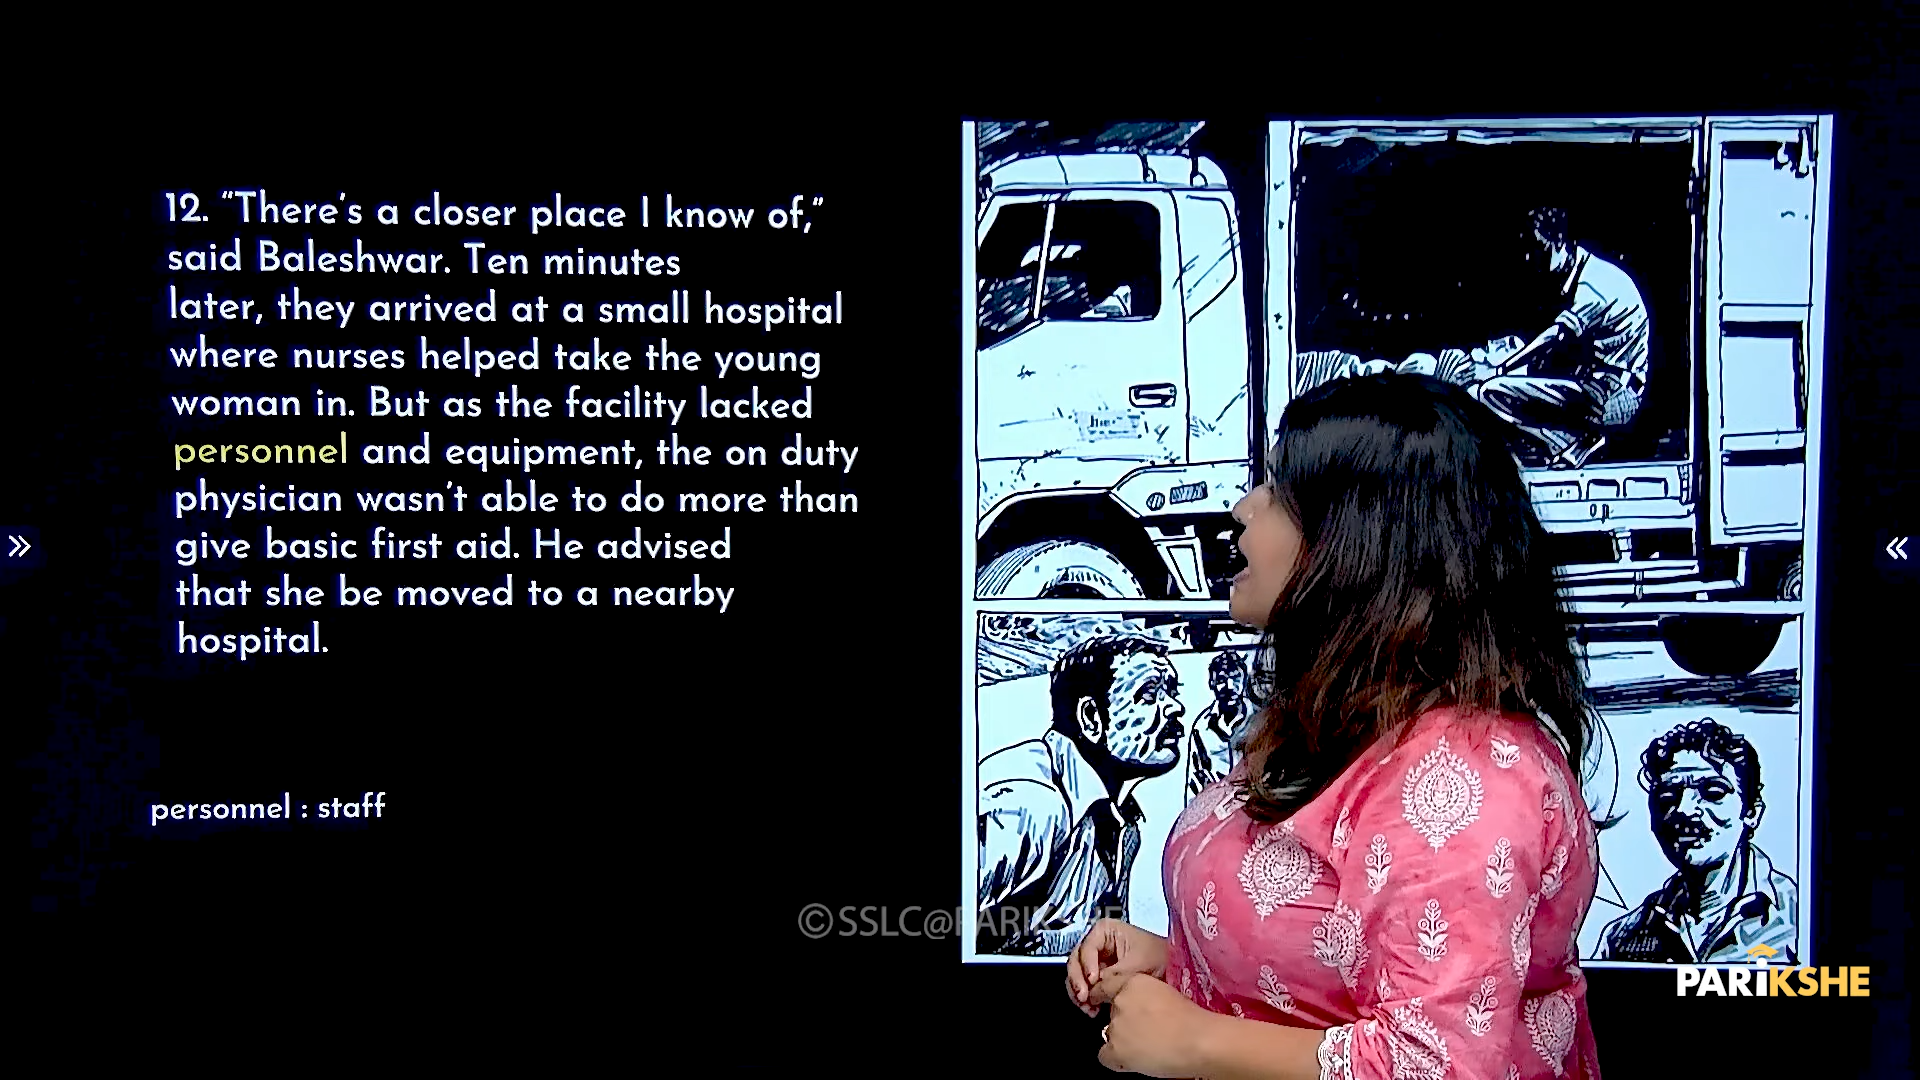 12. “There’s a closer place I know of,”
said Baleshwar. Ten minutes
later, they arrived at a small hospital
where nurses helped take the young
woman in. But as the facility lacked
personnel and equipment, the on duty
physician wasn’t able to do more than
give basic first aid. He advised
that she be moved to a nearby
hospital.
personnel : staff
©SSLC@PARIKSHE
PARIKSHE